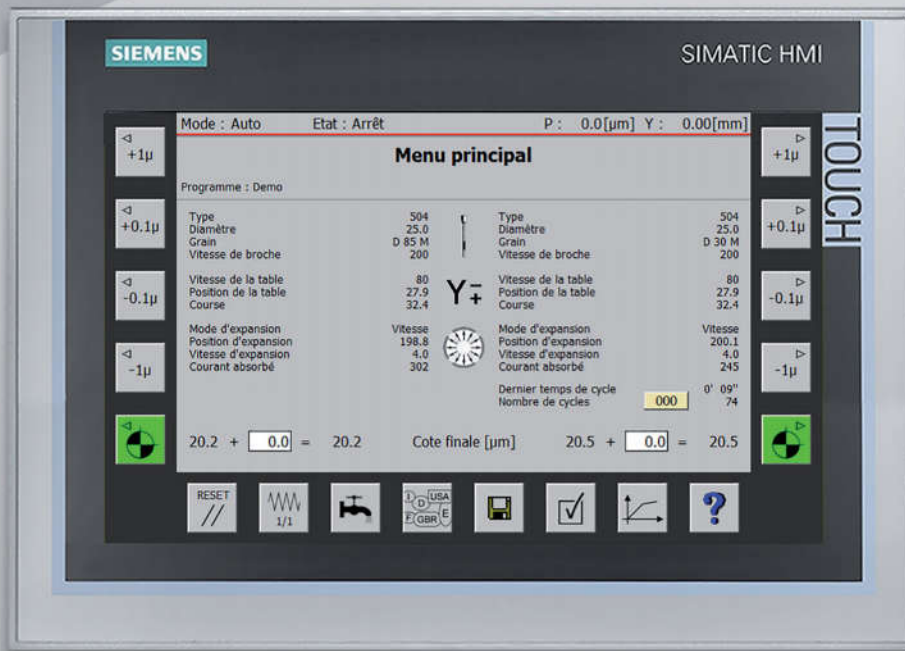 SIEMENS
SIMATIC HMI
TOUCH
Mode : Auto Etat : Arrêt P : 0.0[µm] Y : 0.00[mm]
Menu principal
Programme : Demo
+1µ
+0.1µ
-0.1µ
-1µ
Type 504
Diamètre 25.0
Grain D 85 M
Vitesse de broche 200
Vitesse de la table 80
Position de la table 27.9
Course 32.4
Mode d'expansion Vitesse
Position d'expansion 198.8
Vitesse d'expansion 4.0
Courant absorbé 302
Y -
+
Type 504
Diamètre 25.0
Grain D 30 M
Vitesse de broche 200
Vitesse de la table 80
Position de la table 27.9
Course 32.4
Mode d'expansion Vitesse
Position d'expansion 200.1
Vitesse d'expansion 4.0
Courant absorbé 245
Dernier temps de cycle 0' 09"
Nombre de cycles 000 74
+1µ
+0.1µ
-0.1µ
-1µ
20.2 + 0.0 = 20.2 Cote finale [µm] 20.5 + 0.0 = 20.5
RESET
//
1/1
I D USA
F GBR E
?